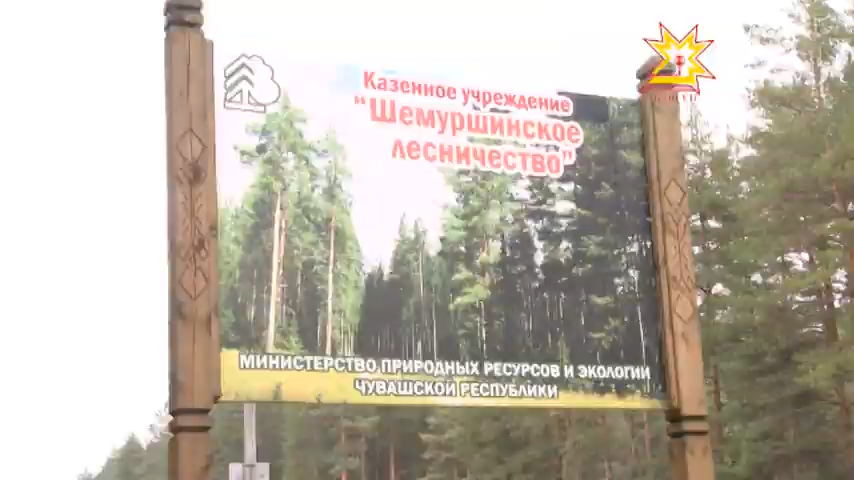 Казенное учреждение
"Шемуршинское
лесничество"
МИНИСТЕРСТВО ПРИРОДНЫХ РЕСУРСОВ И ЭКОЛОГИИ
ЧУВАШСКОЙ РЕСПУБЛИКИ